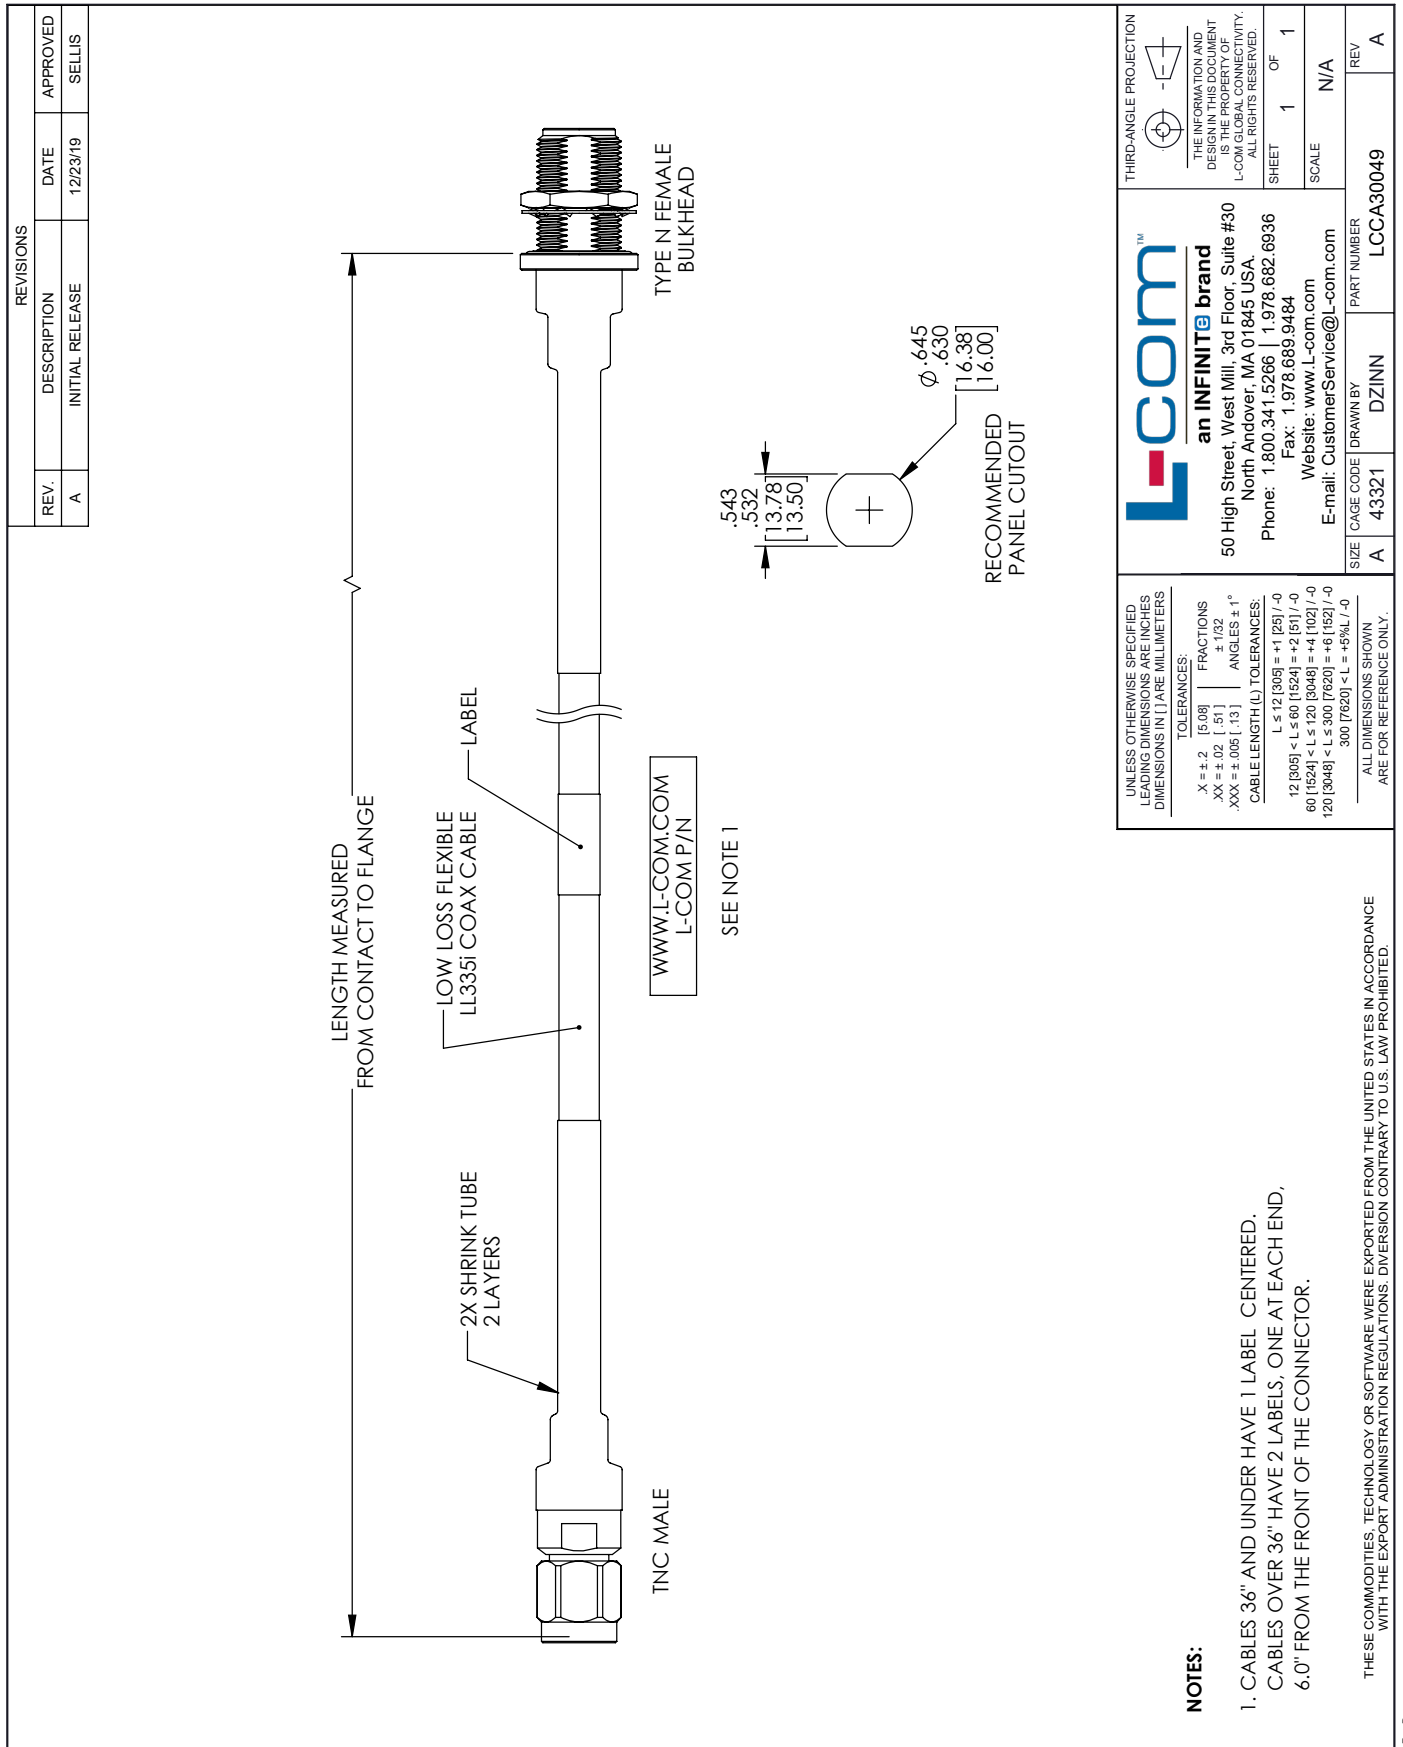 REVISIONS
REV. DESCRIPTION DATE APPROVED
A INITIAL RELEASE 12/23/19 SELLIS
LENGTH MEASURED
FROM CONTACT TO FLANGE
2X SHRINK TUBE
2 LAYERS
LOW LOSS FLEXIBLE
LL335i COAX CABLE
LABEL
TNC MALE
WWW.L-COM.COM
L-COM P/N
SEE NOTE 1
TYPE N FEMALE
BULKHEAD
.543
.532
[13.78]
[13.50]
Ø .645
.630
[16.38]
[16.00]
RECOMMENDED
PANEL CUTOUT
NOTES:
1. CABLES 36" AND UNDER HAVE 1 LABEL CENTERED.
CABLES OVER 36" HAVE 2 LABELS, ONE AT EACH END,
6.0" FROM THE FRONT OF THE CONNECTOR.
THESE COMMODITIES, TECHNOLOGY OR SOFTWARE WERE EXPORTED FROM THE UNITED STATES IN ACCORDANCE
WITH THE EXPORT ADMINISTRATION REGULATIONS. DIVERSION CONTRARY TO U.S. LAW PROHIBITED.
UNLESS OTHERWISE SPECIFIED
LEADING DIMENSIONS ARE INCHES
DIMENSIONS IN [ ] ARE MILLIMETERS
TOLERANCES:
.X = ± .2 [5.08] FRACTIONS
.XX = ± .02 [ .51 ] ± 1/32
.XXX = ± .005 [ .13 ] ANGLES ± 1°
CABLE LENGTH (L) TOLERANCES:
L ≤ 12 [305] = +1 [25] / -0
12 [305] < L ≤ 60 [1524] = +2 [51] / -0
60 [1524] < L ≤ 120 [3048] = +4 [102] / -0
120 [3048] < L ≤ 300 [7620] = +6 [152] / -0
300 [7620] < L = +5%L / -0
ALL DIMENSIONS SHOWN
ARE FOR REFERENCE ONLY.
L-com™
an INFINITe brand
50 High Street, West Mill, 3rd Floor, Suite #30
North Andover, MA 01845 USA.
Phone: 1.800.341.5266 | 1.978.682.6936
Fax: 1.978.689.9484
Website: www.L-com.com
E-mail: CustomerService@L-com.com
THIRD-ANGLE PROJECTION
THE INFORMATION AND
DESIGN IN THIS DOCUMENT
IS THE PROPERTY OF
L-COM GLOBAL CONNECTIVITY.
ALL RIGHTS RESERVED.
SHEET 1 OF 1
SCALE N/A
SIZE A
CAGE CODE 43321
DRAWN BY DZINN
PART NUMBER LCCA30049
REV A